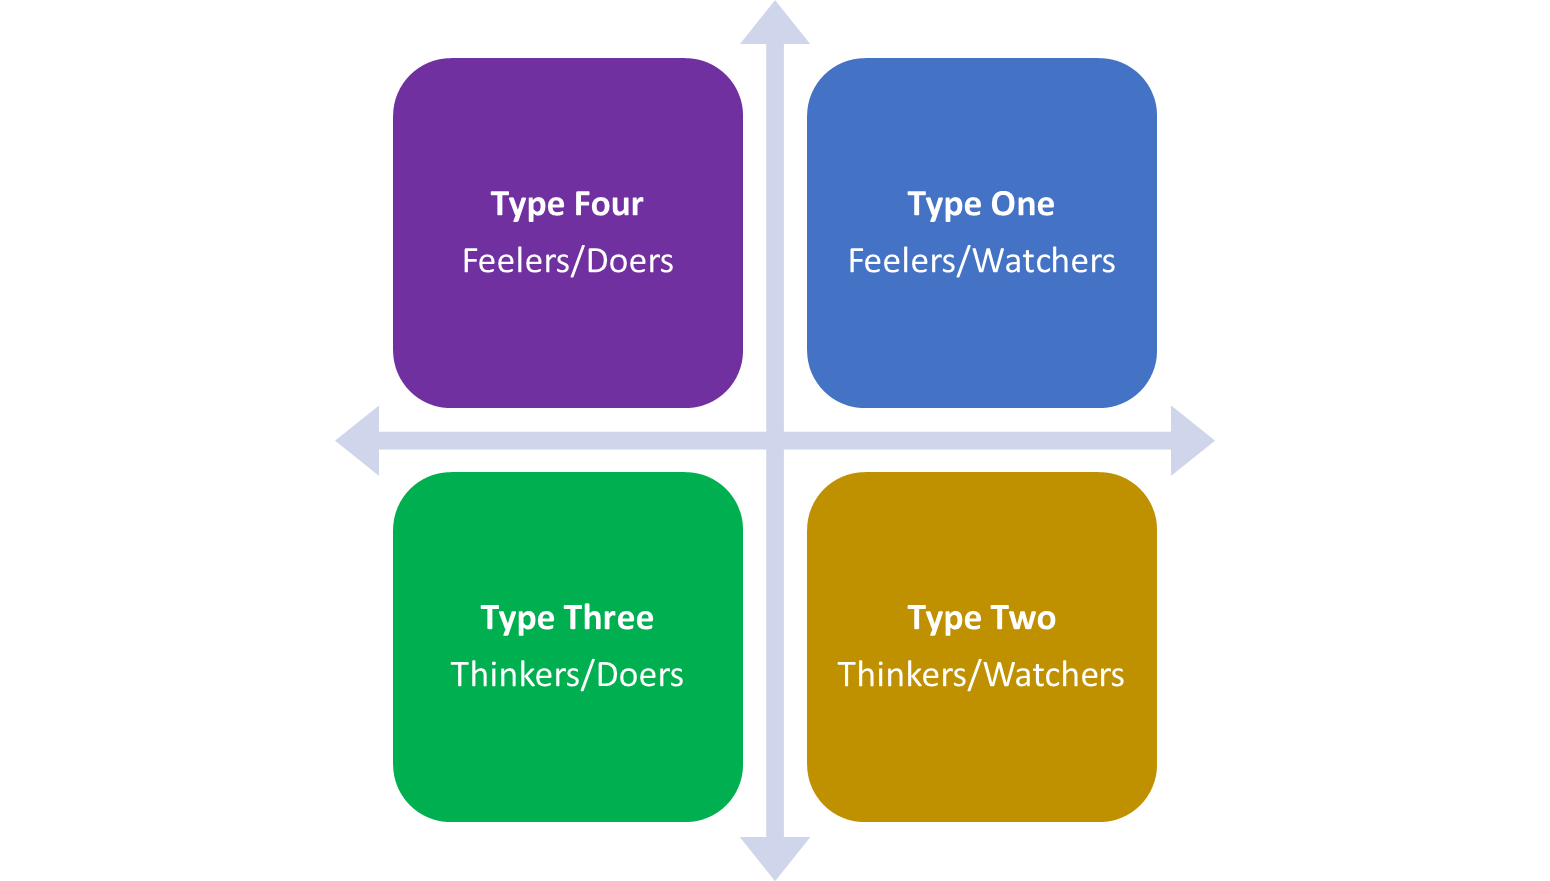 Type Four
Feelers/Doers
Type One
Feelers/Watchers
Type Three
Thinkers/Doers
Type Two
Thinkers/Watchers